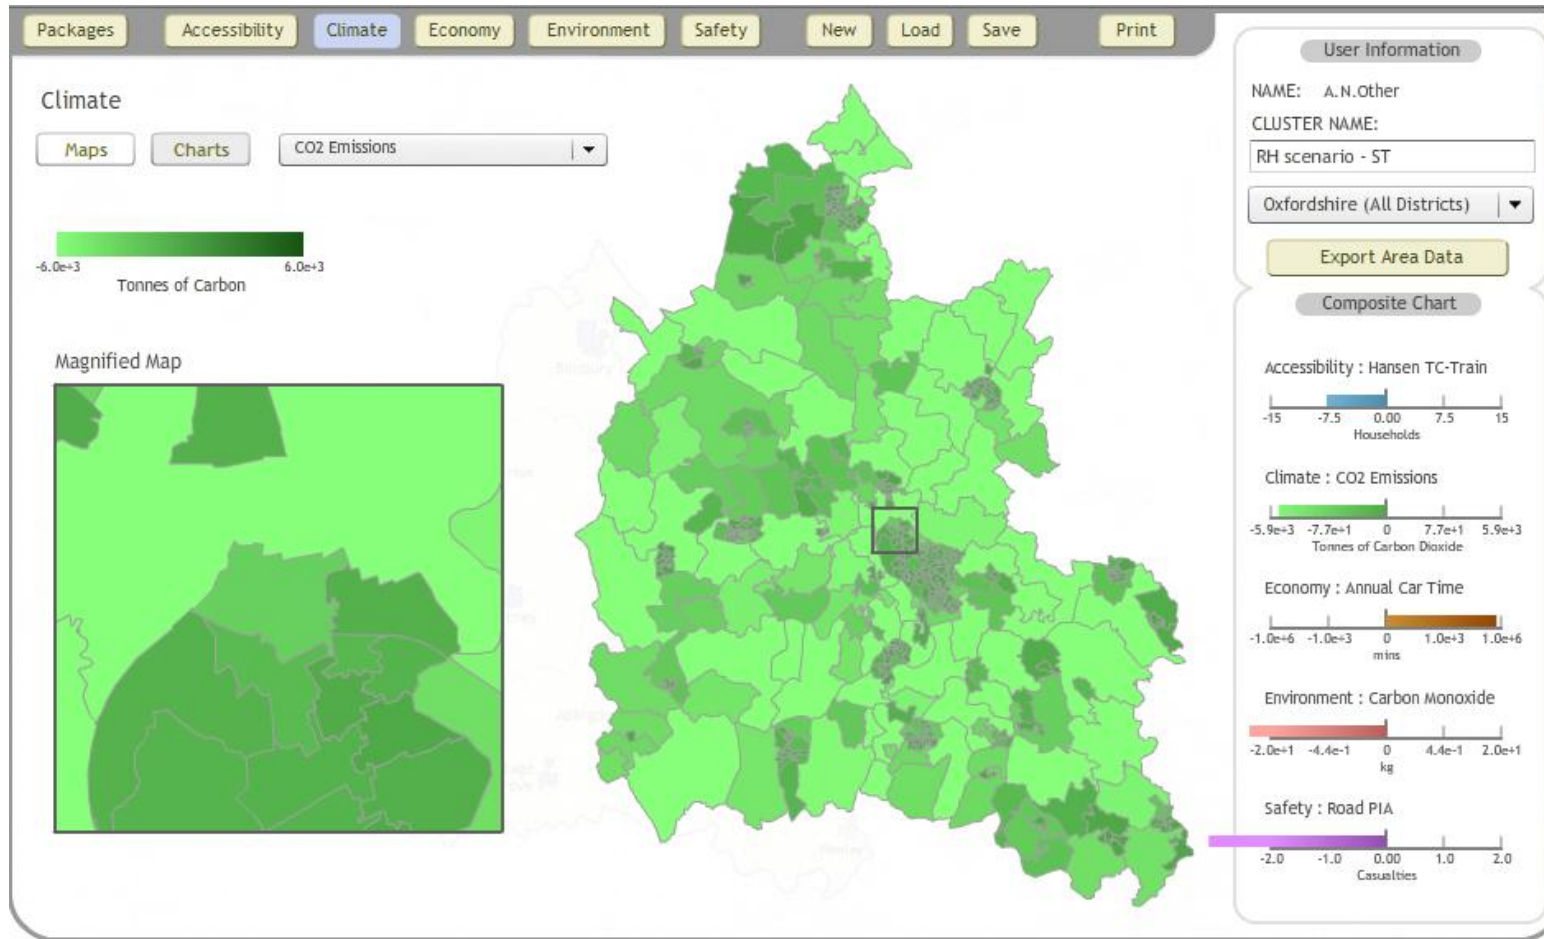 Packages Accessibility Climate Economy Environment Safety New Load Save Print
Climate
Maps Charts CO2 Emissions
-6.0e+3 6.0e+3
Tonnes of Carbon
Magnified Map
User Information
NAME: A.N.Other
CLUSTER NAME:
RH scenario - ST
Oxfordshire (All Districts)
Export Area Data
Composite Chart
Accessibility : Hansen TC-Train
-15 -7.5 0.00 7.5 15
Households
Climate : CO2 Emissions
-5.9e+3 -7.7e+1 0 7.7e+1 5.9e+3
Tonnes of Carbon Dioxide
Economy : Annual Car Time
-1.0e+6 -1.0e+3 0 1.0e+3 1.0e+6
mins
Environment : Carbon Monoxide
-2.0e+1 -4.4e-1 0 4.4e-1 2.0e+1
kg
Safety : Road PIA
-2.0 -1.0 0.00 1.0 2.0
Casualties